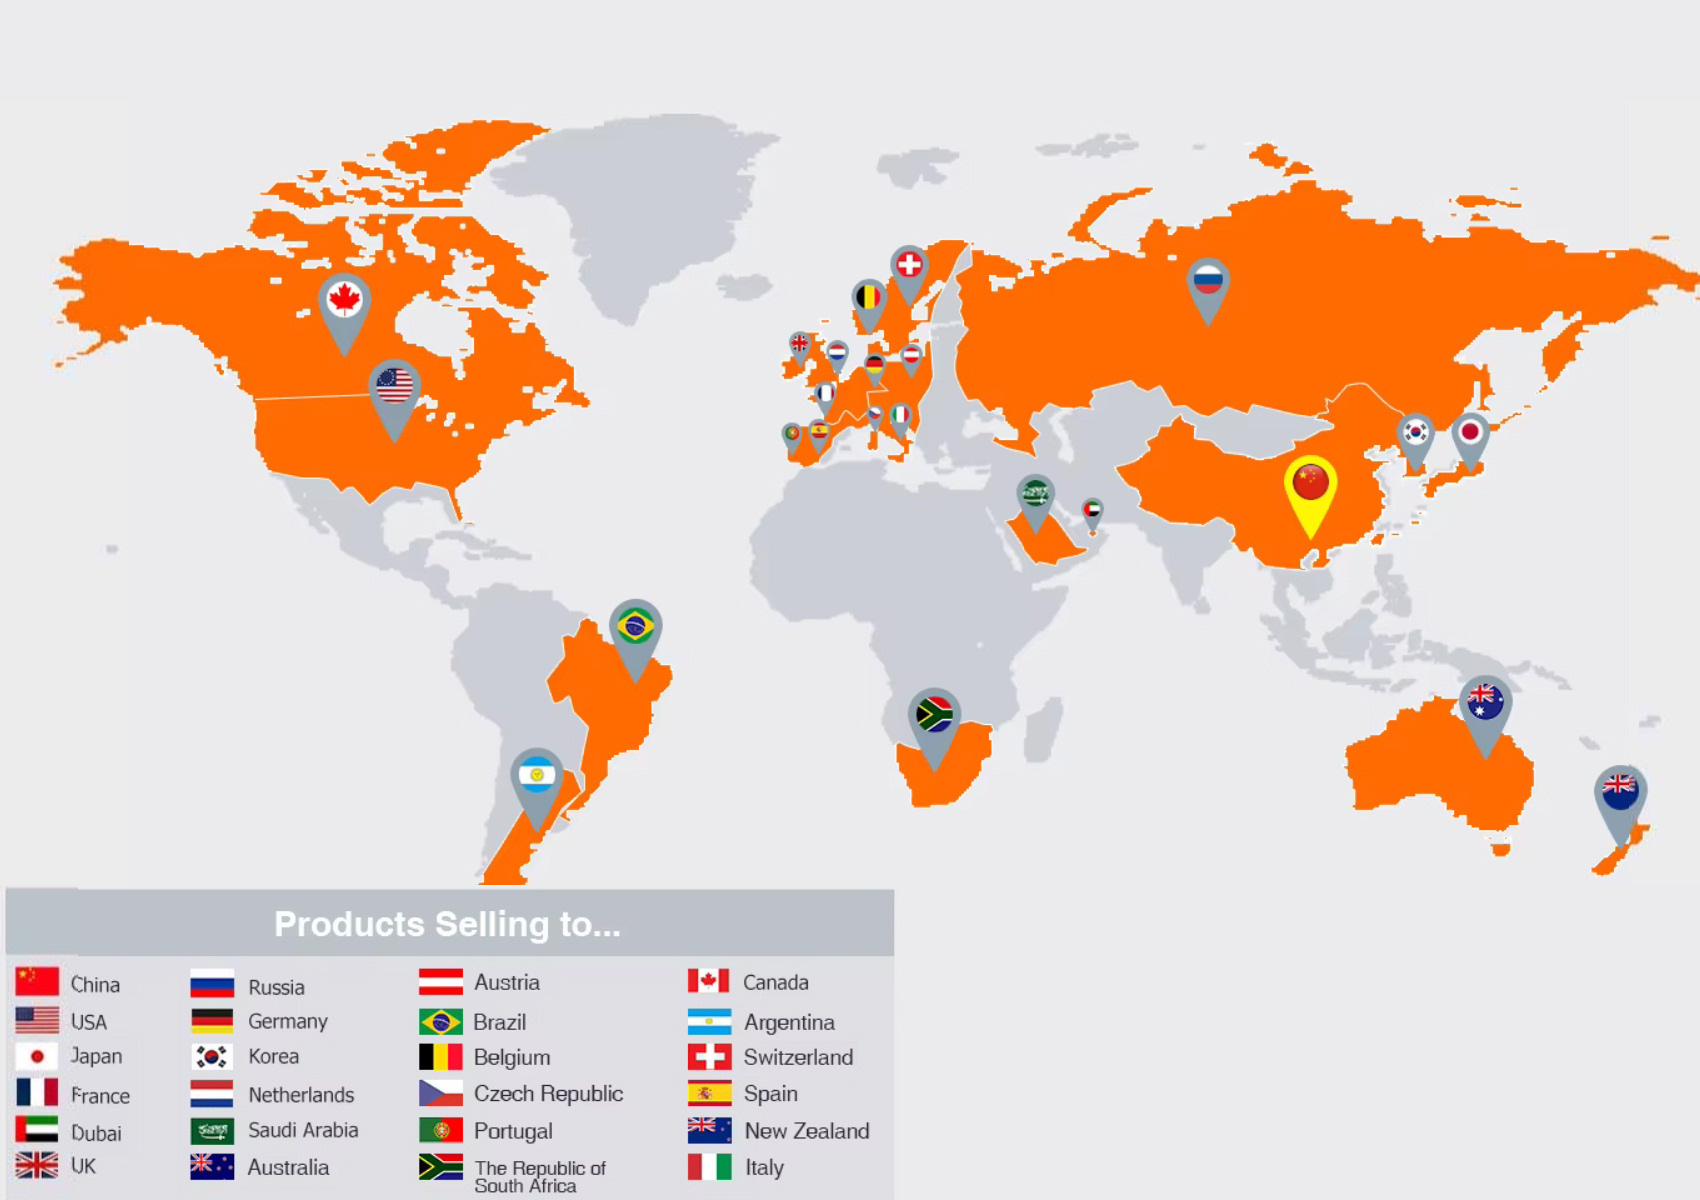 Products Selling to...
China
Russia
Austria
Canada
USA
Germany
Brazil
Argentina
Japan
Korea
Belgium
Switzerland
France
Netherlands
Czech Republic
Spain
Dubai
Saudi Arabia
Portugal
New Zealand
UK
Australia
The Republic of
South Africa
Italy